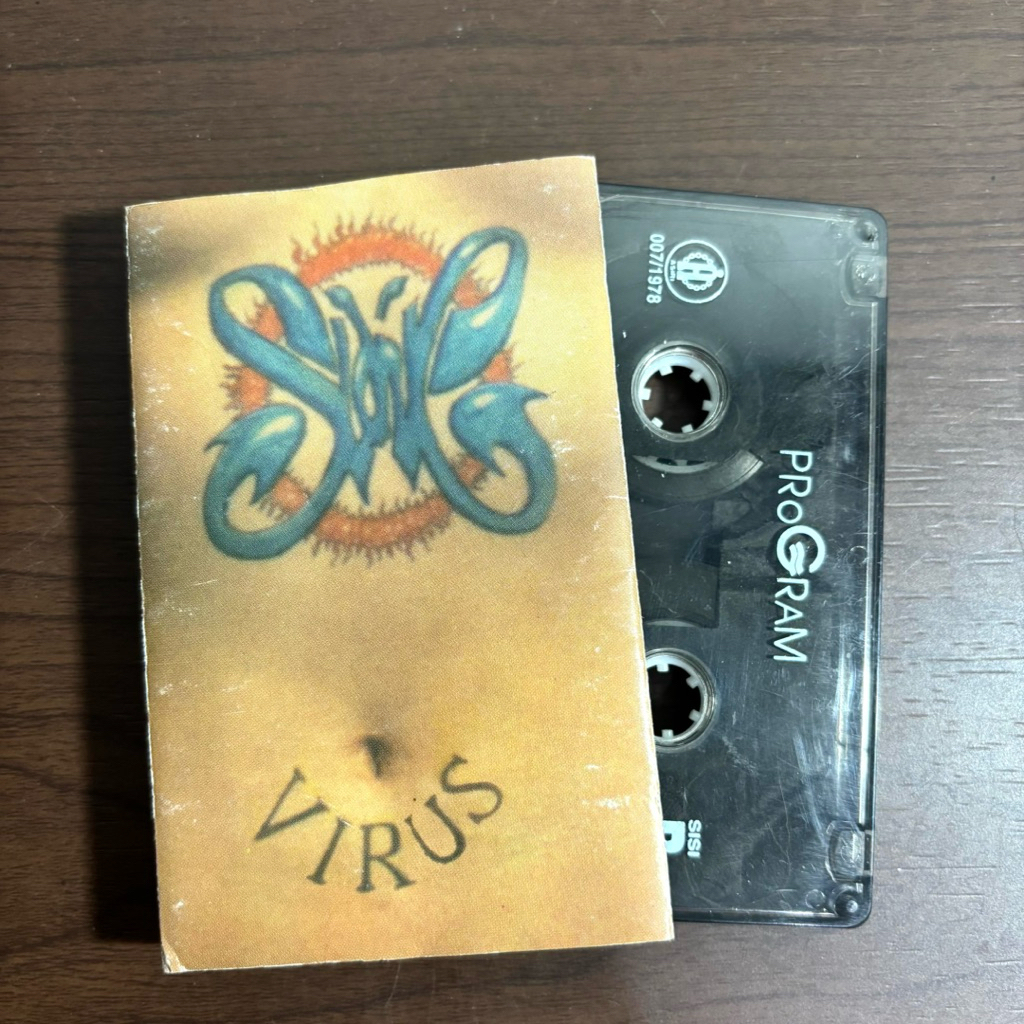 Slank
VIRUS
007/1978
PROGRAM
SISI